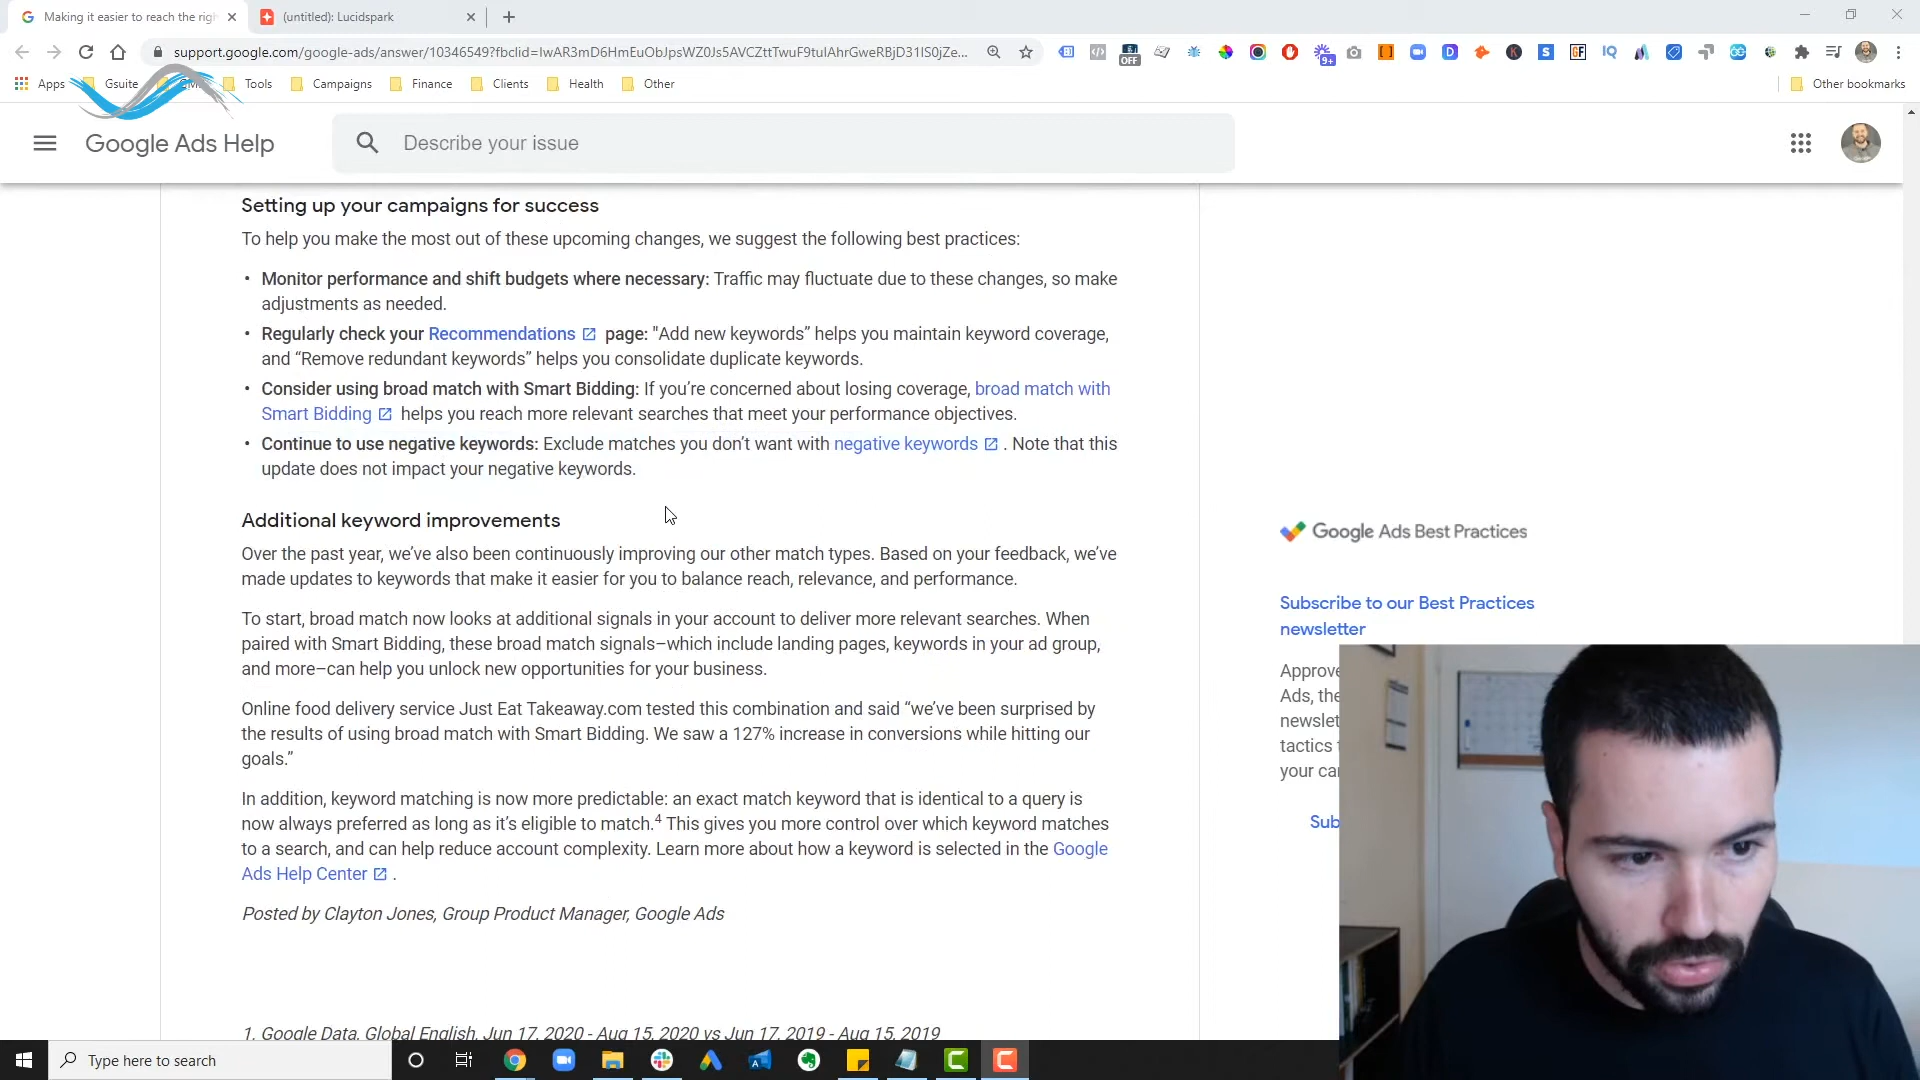 Making it easier to reach the righ
(untitled): Lucidspark
support.google.com/google-ads/answer/10346549?fbclid=IwAR3mD6HmEuObJpsWZ0Js5AVCZttTwuF9tuIAhrGweRBjD31IS0jZe...
OFF
9+
Apps
Gsuite
Tools
Campaigns
Finance
Clients
Health
Other
Other bookmarks
Google Ads Help
Describe your issue
Setting up your campaigns for success
To help you make the most out of these upcoming changes, we suggest the following best practices:
• Monitor performance and shift budgets where necessary: Traffic may fluctuate due to these changes, so make
adjustments as needed.
• Regularly check your Recommendations page: "Add new keywords” helps you maintain keyword coverage,
and “Remove redundant keywords” helps you consolidate duplicate keywords.
• Consider using broad match with Smart Bidding: If you’re concerned about losing coverage, broad match with
Smart Bidding helps you reach more relevant searches that meet your performance objectives.
• Continue to use negative keywords: Exclude matches you don’t want with negative keywords . Note that this
update does not impact your negative keywords.
Additional keyword improvements
Over the past year, we’ve also been continuously improving our other match types. Based on your feedback, we’ve
made updates to keywords that make it easier for you to balance reach, relevance, and performance.
To start, broad match now looks at additional signals in your account to deliver more relevant searches. When
paired with Smart Bidding, these broad match signals–which include landing pages, keywords in your ad group,
and more–can help you unlock new opportunities for your business.
Online food delivery service Just Eat Takeaway.com tested this combination and said “we’ve been surprised by
the results of using broad match with Smart Bidding. We saw a 127% increase in conversions while hitting our
goals.”
In addition, keyword matching is now more predictable: an exact match keyword that is identical to a query is
now always preferred as long as it’s eligible to match.4 This gives you more control over which keyword matches
to a search, and can help reduce account complexity. Learn more about how a keyword is selected in the Google
Ads Help Center .
Posted by Clayton Jones, Group Product Manager, Google Ads
1. Google Data, Global English, Jun 17, 2020 - Aug 15, 2020 vs Jun 17, 2019 - Aug 15, 2019
Google Ads Best Practices
Subscribe to our Best Practices
newsletter
Approve
Ads, the
newslet
tactics
your ca
Sub
Type here to search